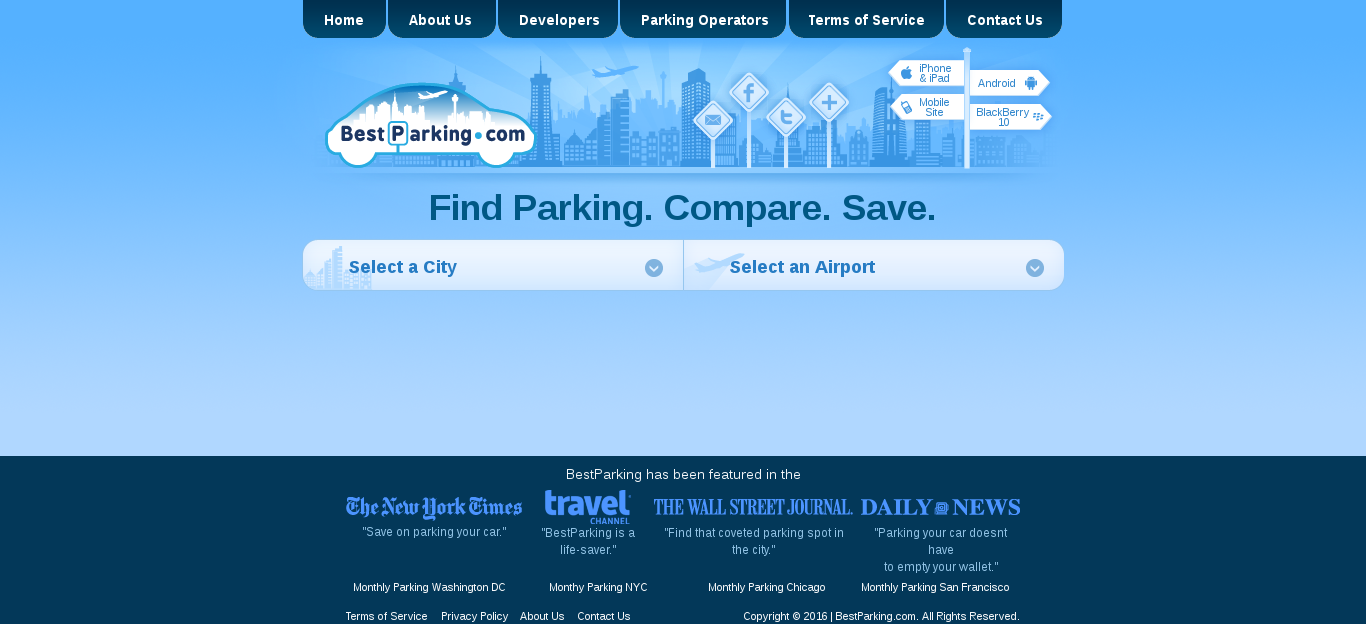 Home About Us Developers Parking Operators Terms of Service Contact Us
iPhone
& iPad
Android
Mobile
Site
BlackBerry
10
BestParking.com
Find Parking. Compare. Save.
Select a City Select an Airport
BestParking has been featured in the
The New York Times travel CHANNEL THE WALL STREET JOURNAL. DAILY NEWS
"Save on parking your car."
"BestParking is a
life-saver."
"Find that coveted parking spot in
the city."
"Parking your car doesnt
have
to empty your wallet."
Monthly Parking Washington DC Monthy Parking NYC Monthly Parking Chicago Monthly Parking San Francisco
Terms of Service Privacy Policy About Us Contact Us Copyright © 2016 | BestParking.com. All Rights Reserved.